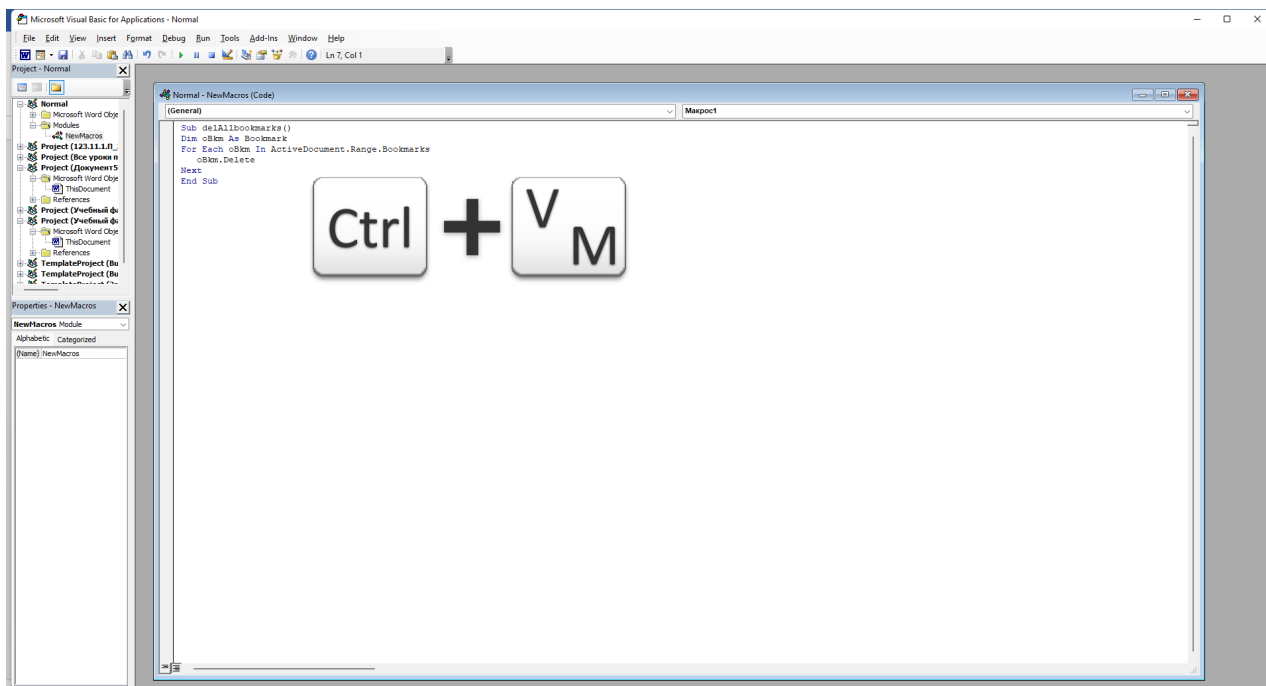 Microsoft Visual Basic for Applications - Normal
File Edit View Insert Format Debug Run Tools Add-Ins Window Help
Ln 7, Col 1
Project - Normal
Normal
Microsoft Word Obje
Modules
NewMacros
Project (123.11.1.П_
Project (Все уроки п
Project (Документ5
Microsoft Word Obje
ThisDocument
References
Project (Учебный фа
Project (Учебный фа
Microsoft Word Obje
ThisDocument
References
TemplateProject (Bu
TemplateProject (Bu
Properties - NewMacros
NewMacros Module
Alphabetic Categorized
(Name) NewMacros
Normal - NewMacros (Code)
(General) Макрос1
Sub delAllbookmarks()
Dim oBkm As Bookmark
For Each oBkm In ActiveDocument.Range.Bookmarks
oBkm.Delete
Next
End Sub
Ctrl + V М